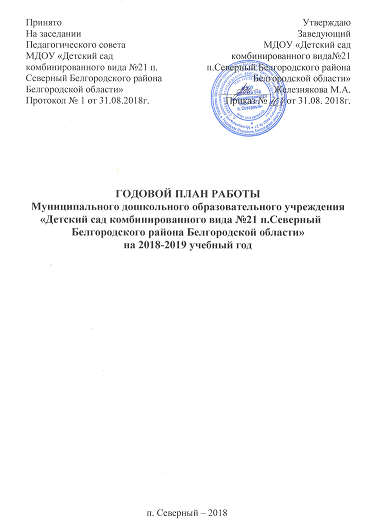 Принято
На заседании
Педагогического совета
МДОУ «Детский сад
комбинированного вида №21 п.
Северный Белгородского района
Белгородской области»
Протокол № 1 от 31.08.2018г.
Утверждаю
Заведующий
МДОУ «Детский сад
комбинированного вида№21
п.Северный Белгородского района
Белгородской области»
Железнякова М.А.
Приказ № от 31.08. 2018г.
ГОДОВОЙ ПЛАН РАБОТЫ
Муниципального дошкольного образовательного учреждения
«Детский сад комбинированного вида №21 п.Северный
Белгородского района Белгородской области»
на 2018-2019 учебный год
п. Северный – 2018